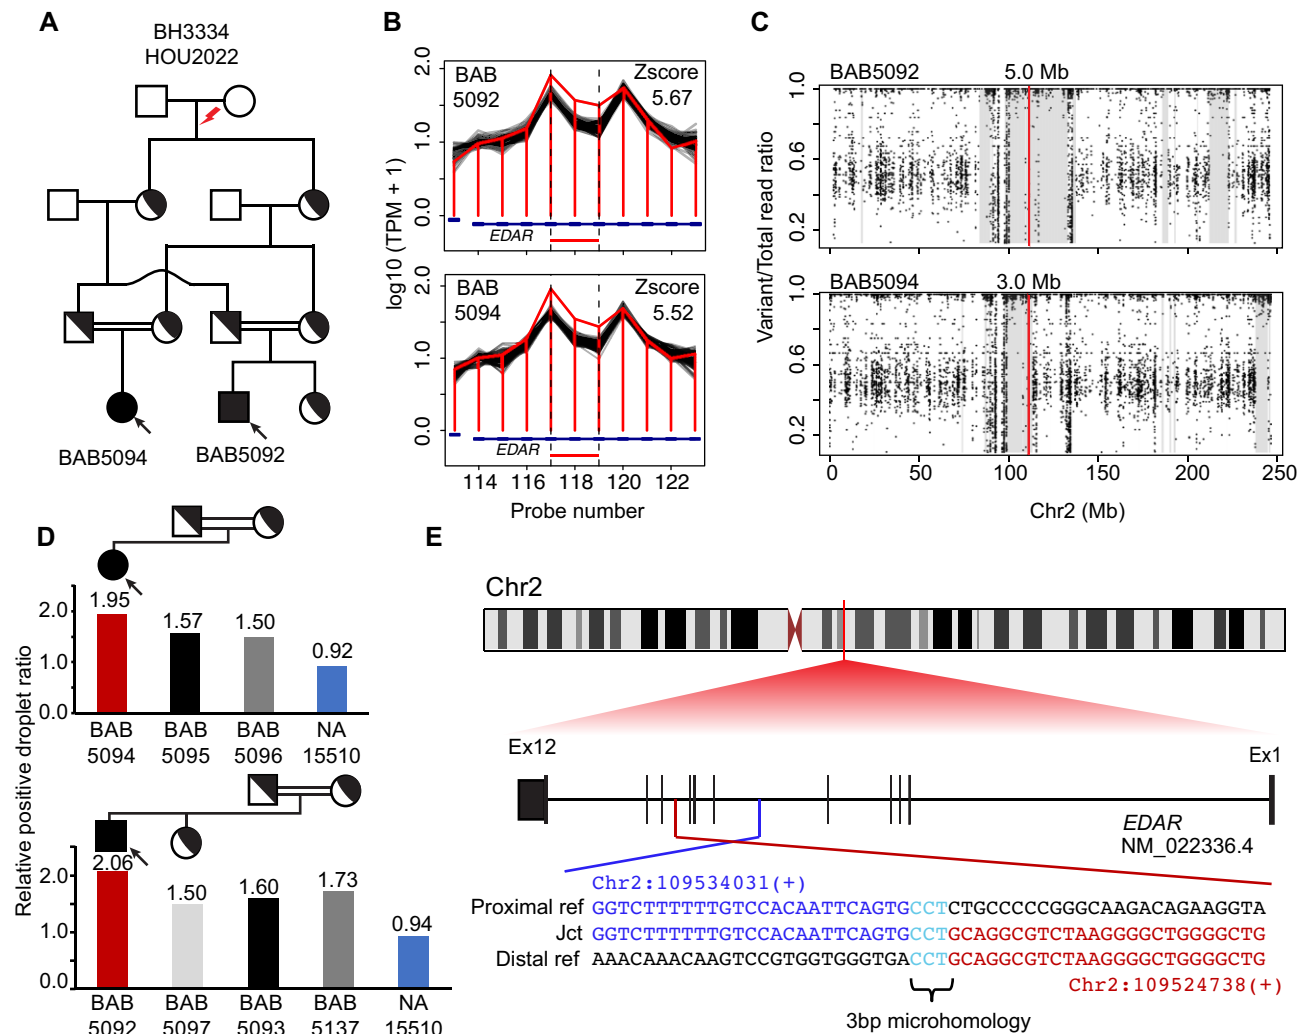 A
BH3334
HOU2022
BAB5094
BAB5092
B
log10 (TPM + 1)
2.0
1.0
0.0
BAB
5092
Zscore
5.67
EDAR
2.0
1.0
0.0
BAB
5094
Zscore
5.52
EDAR
114 116 118 120 122
Probe number
C
Variant/Total read ratio
BAB5092
5.0 Mb
1.0
0.6
0.2
BAB5094
3.0 Mb
1.0
0.6
0.2
0 50 100 150 200 250
Chr2 (Mb)
D
Relative positive droplet ratio
2.0
1.0
0.0
1.95 1.57 1.50 0.92
BAB BAB BAB NA
5094 5095 5096 15510
2.0
1.0
0.0
2.06 1.50 1.60 1.73 0.94
BAB BAB BAB BAB NA
5092 5097 5093 5137 15510
E
Chr2
Ex12
Ex1
EDAR
NM_022336.4
Chr2:109534031(+)
Proximal ref GGTCTTTTTTGTCCACAATTCAGTGCCTCTGCCCCCGGGCAAGACAGAAGGTA
Jct GGTCTTTTTTGTCCACAATTCAGTGCCTGCAGGCGTCTAAGGGGCTGGGGCTG
Distal ref AAACAAACAAGTCCGTGGTGGGTGACCTGCAGGCGTCTAAGGGGCTGGGGCTG
Chr2:109524738(+)
3bp microhomology